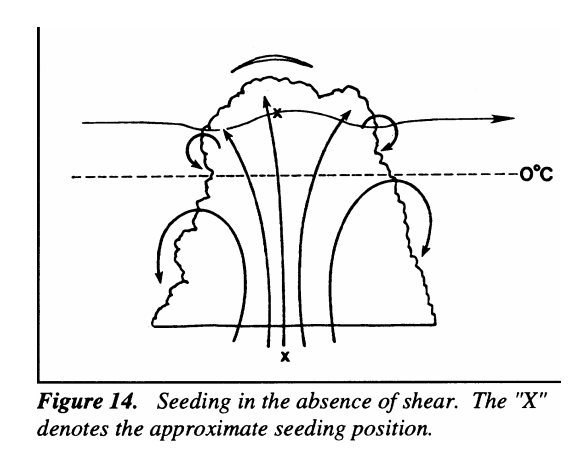 x
0°C
x
Figure 14. Seeding in the absence of shear. The "X"
denotes the approximate seeding position.